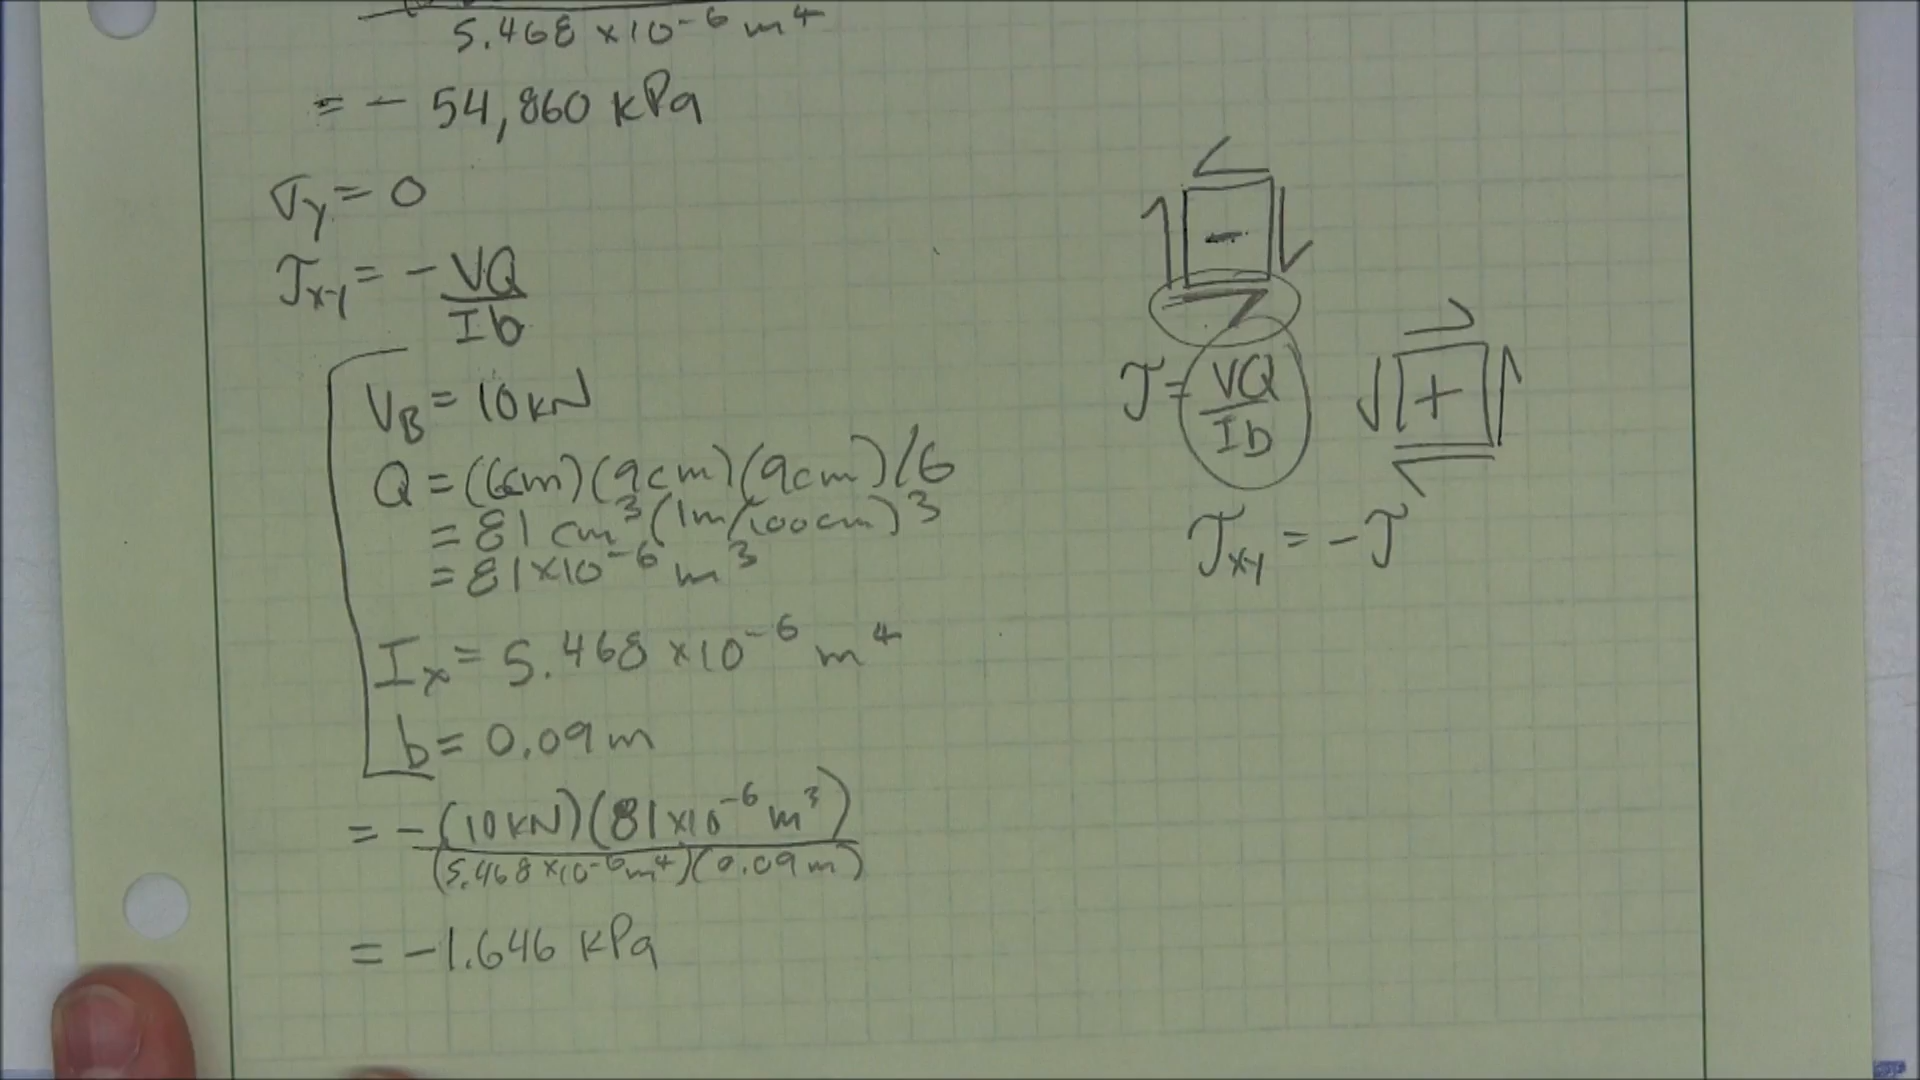 5.468 ×10⁻⁶ m⁴
= - 54,860 kPa
σy = 0
τxy = - VQ
Ib
VB = 10 kN
Q = (6cm)(9cm)(9cm)/6
= 81 cm³ (1m/100cm)³
= 81×10⁻⁶ m³
Ix = 5.468 ×10⁻⁶ m⁴
b = 0.09 m
= - (10 kN)(81×10⁻⁶ m³)
(5.468 ×10⁻⁶ m⁴)(0.09 m)
= -1.646 kPa
-
τ = VQ
Ib
+
τxy = -τ